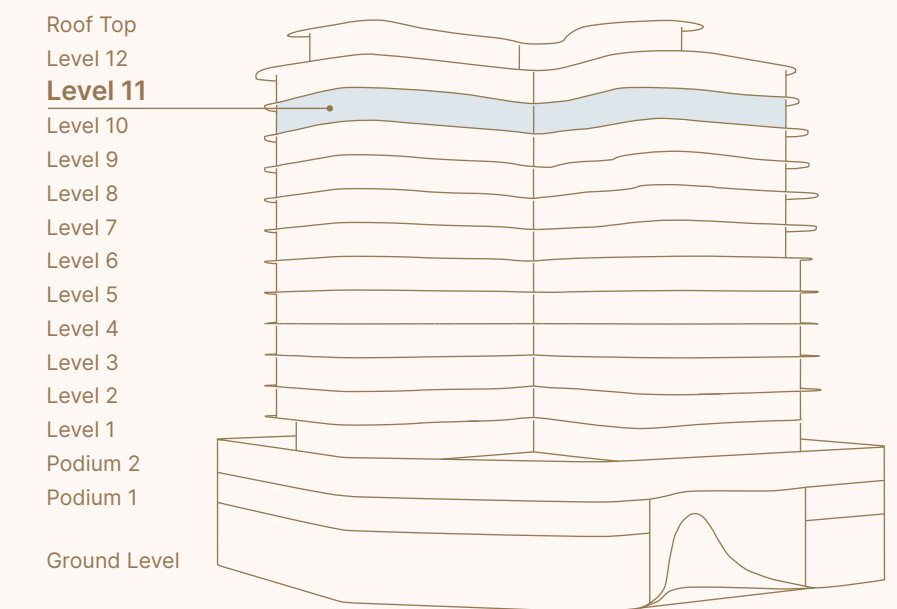 Roof Top
Level 12
Level 11
Level 10
Level 9
Level 8
Level 7
Level 6
Level 5
Level 4
Level 3
Level 2
Level 1
Podium 2
Podium 1
Ground Level